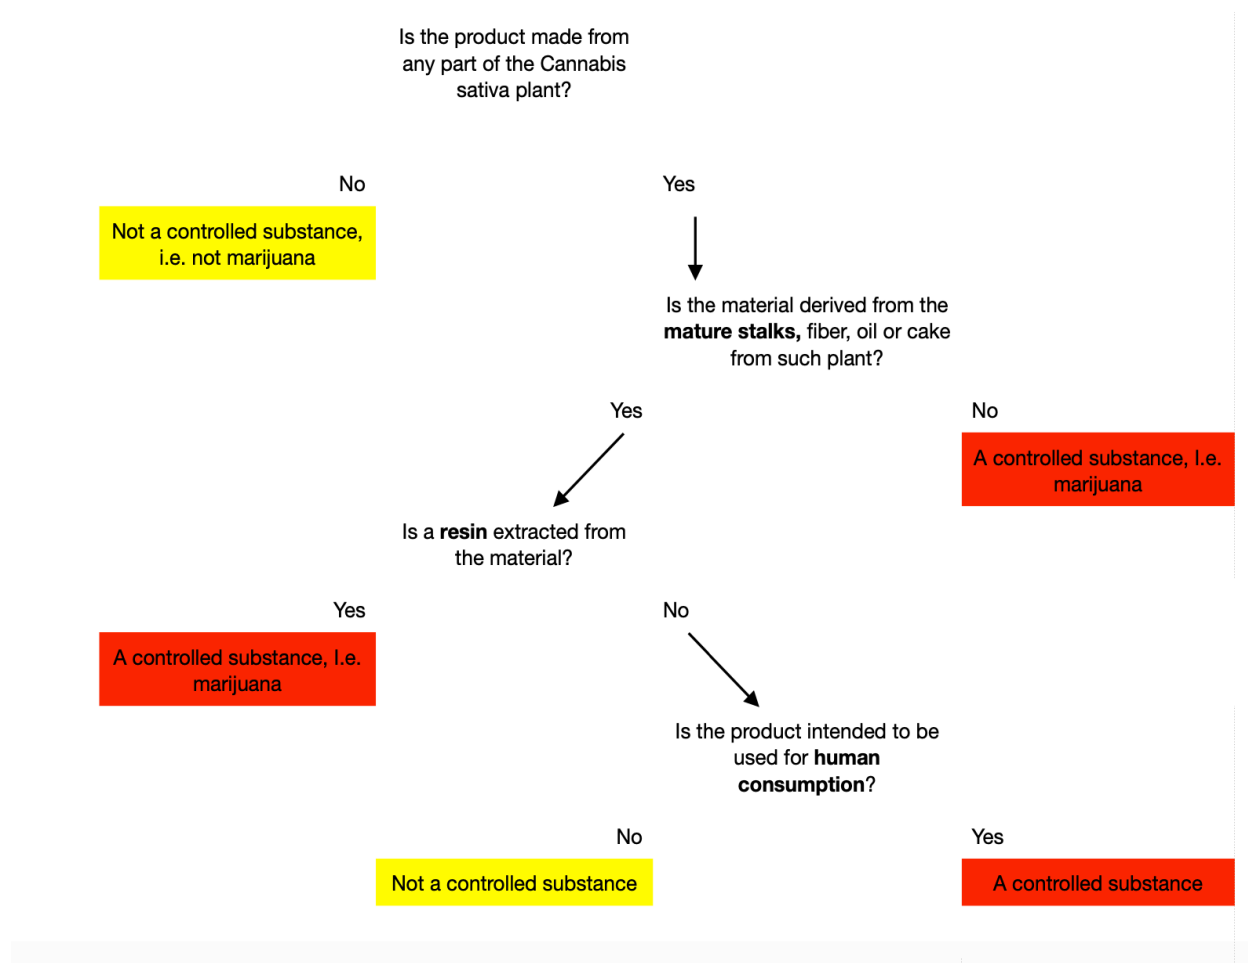 Is the product made from
any part of the Cannabis
sativa plant?
No
Yes
Not a controlled substance,
i.e. not marijuana
Is the material derived from the
mature stalks, fiber, oil or cake
from such plant?
Yes
No
A controlled substance, I.e.
marijuana
Is a resin extracted from
the material?
Yes
No
A controlled substance, I.e.
marijuana
Is the product intended to be
used for human
consumption?
No
Yes
Not a controlled substance
A controlled substance